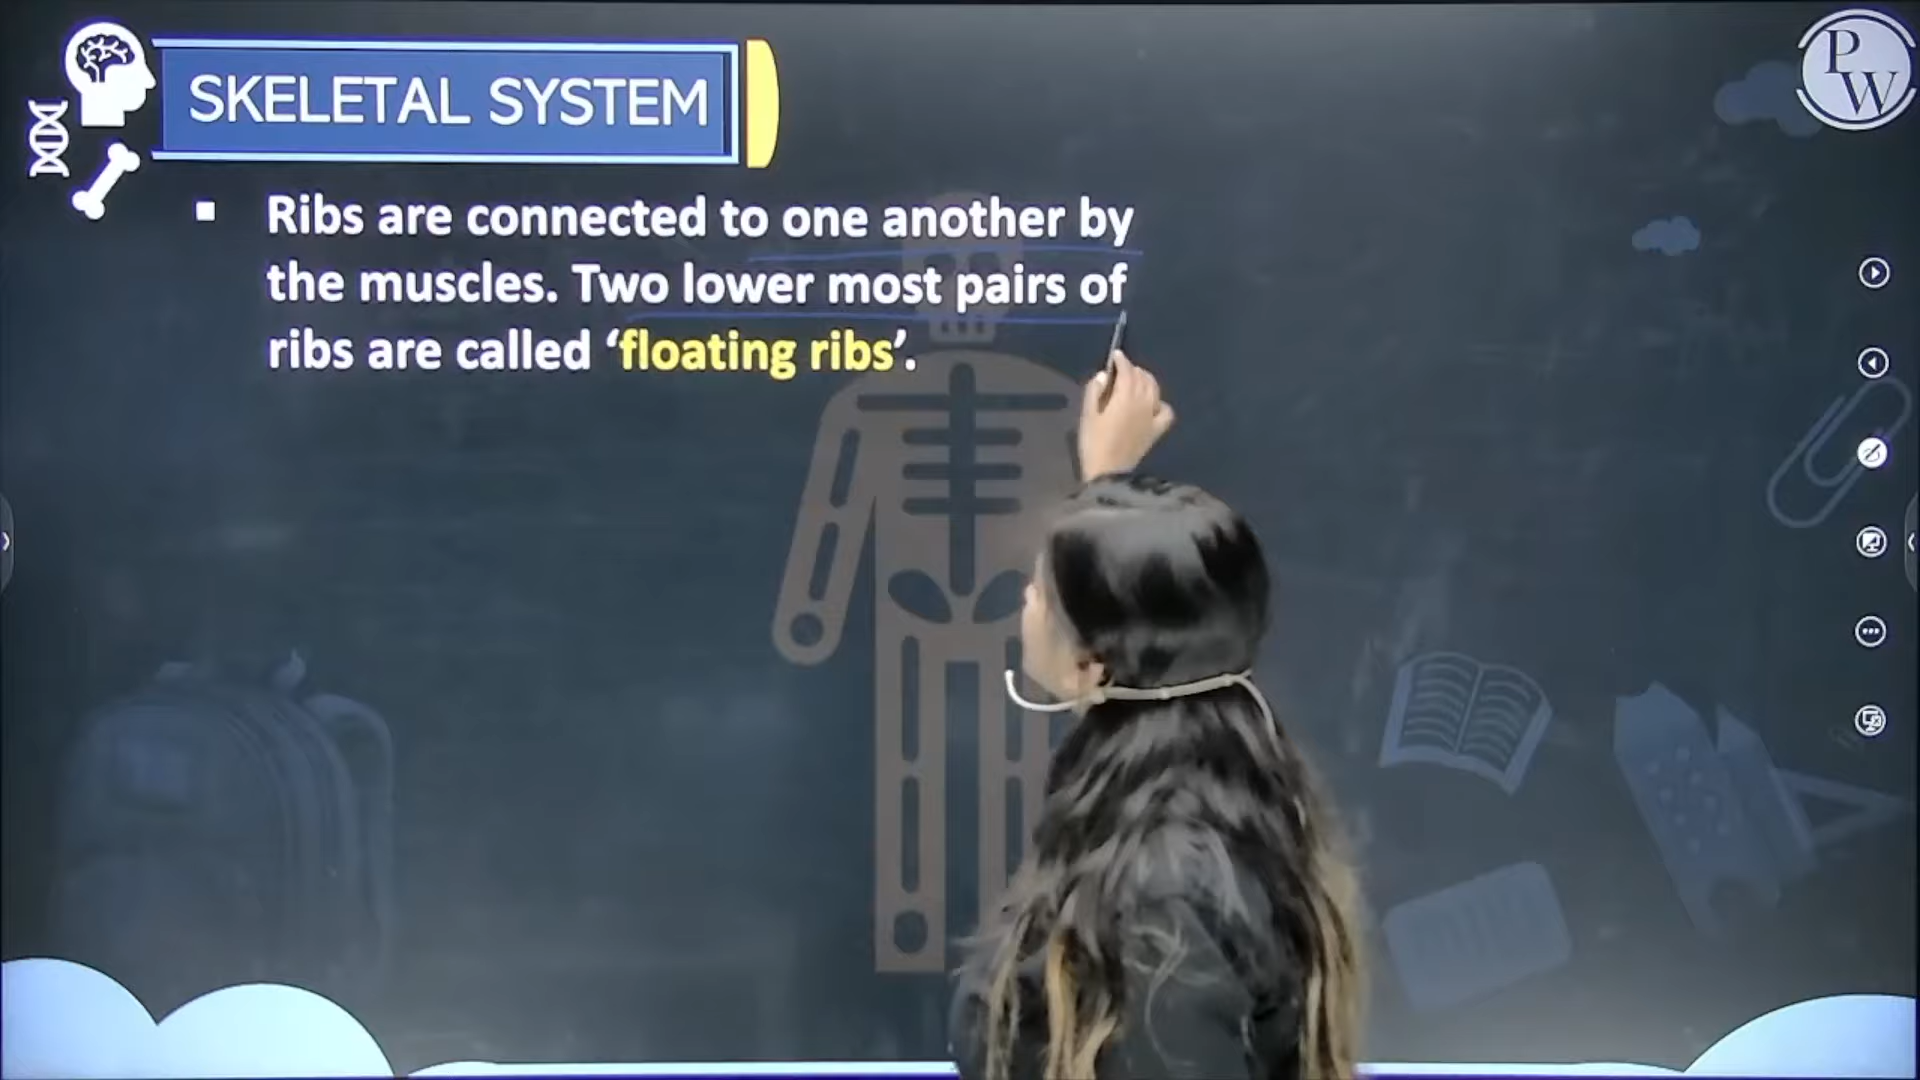 SKELETAL SYSTEM
PW
▪ Ribs are connected to one another by
the muscles. Two lower most pairs of
ribs are called ‘floating ribs’.